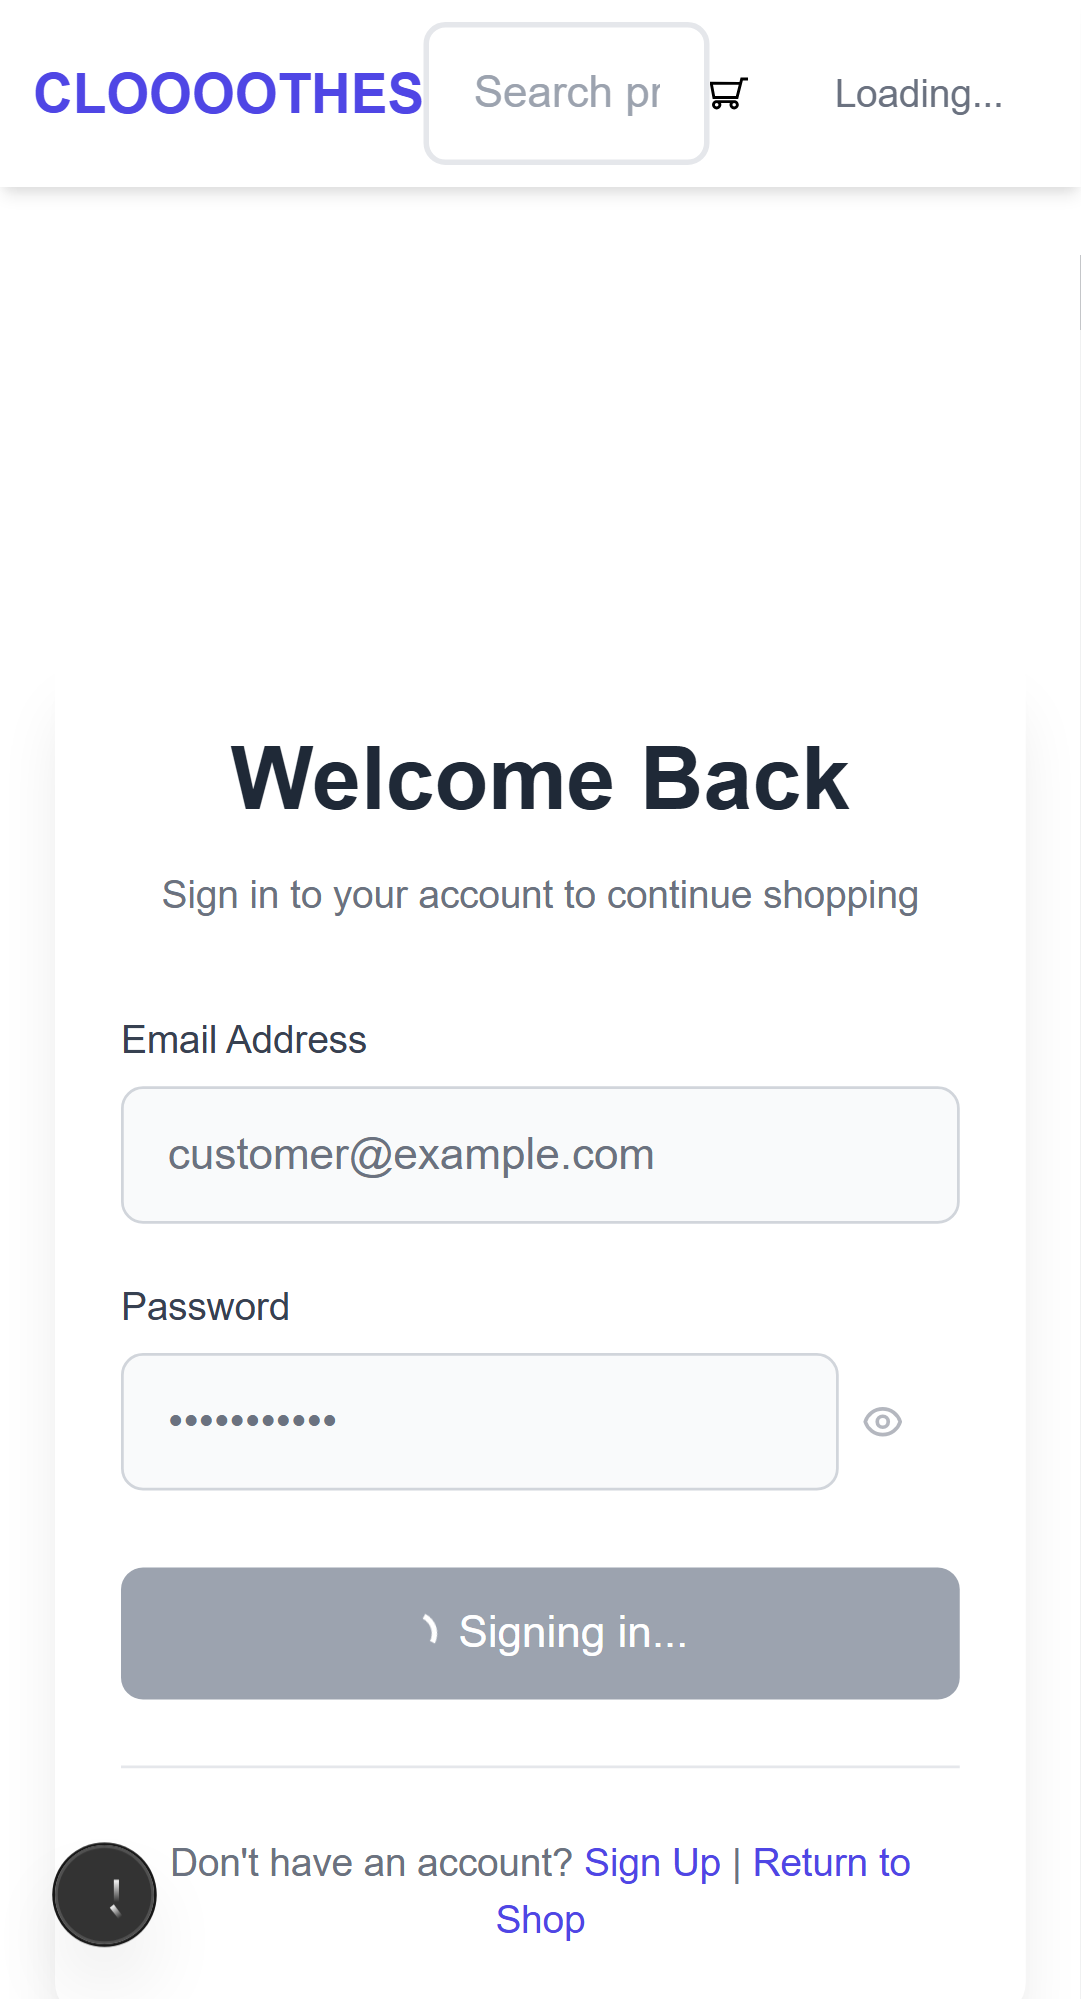 CLOOOOTHES
Search pr
Loading...
Welcome Back
Sign in to your account to continue shopping
Email Address
customer@example.com
Password
•••••••••••
Signing in...
Don't have an account? Sign Up | Return to
Shop